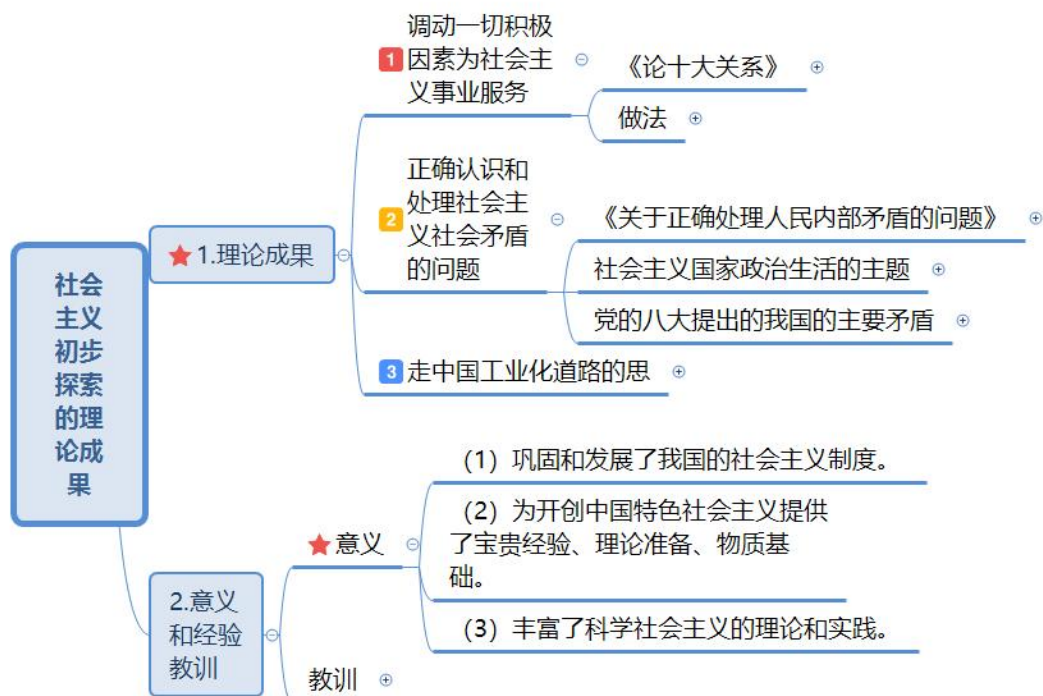 社会
主义
初步
探索
的理
论成
果
1.理论成果
1
调动一切积极
因素为社会主
义事业服务
《论十大关系》
做法
2
正确认识和
处理社会主
义社会矛盾
的问题
《关于正确处理人民内部矛盾的问题》
社会主义国家政治生活的主题
党的八大提出的我国的主要矛盾
3 走中国工业化道路的思
2.意义
和经验
教训
意义
（1）巩固和发展了我国的社会主义制度。
（2）为开创中国特色社会主义提供
了宝贵经验、理论准备、物质基
础。
（3）丰富了科学社会主义的理论和实践。
教训